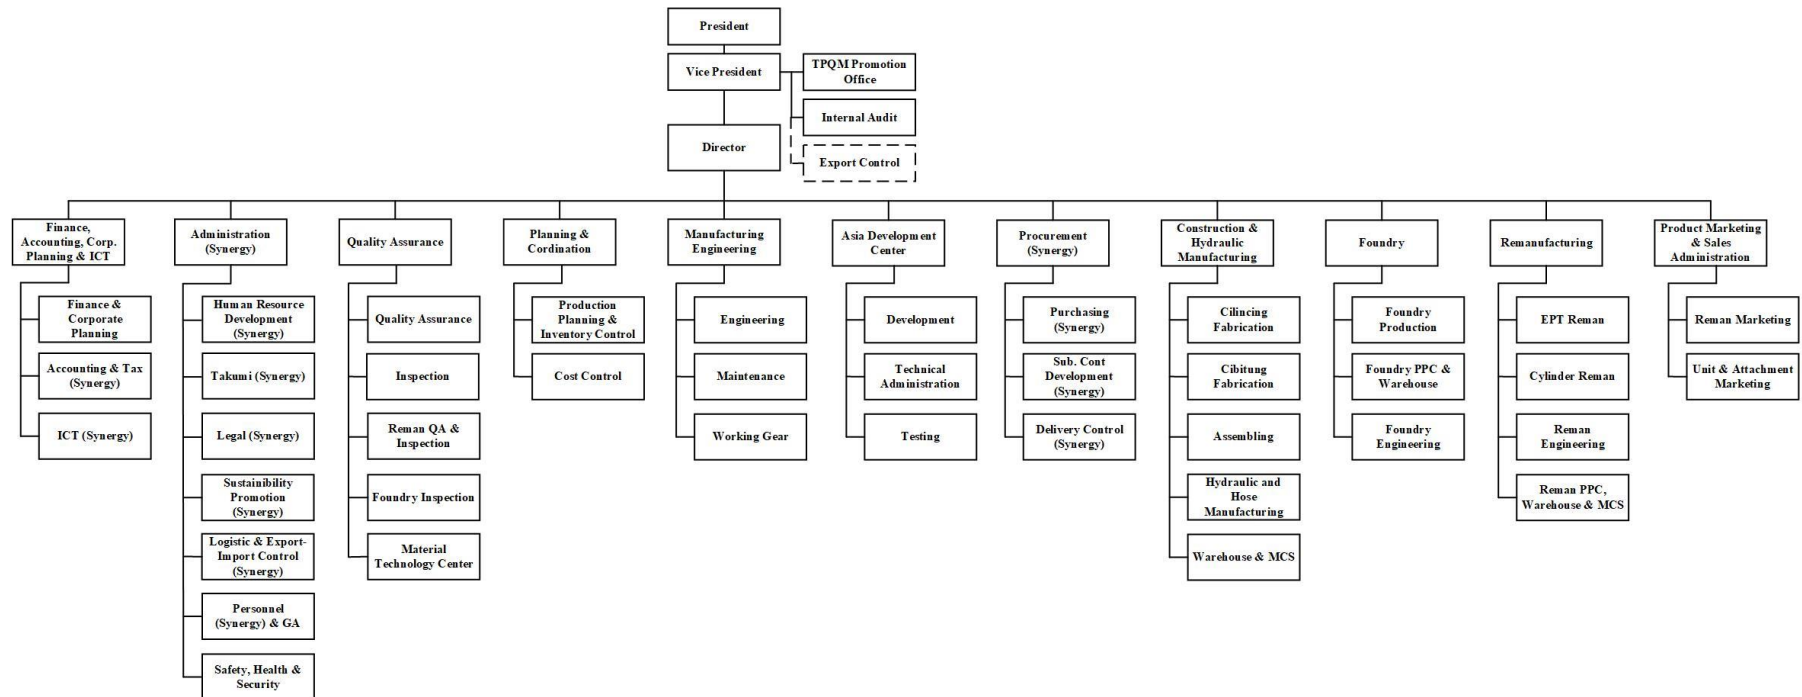 President
Vice President
TPQM Promotion
Office
Internal Audit
Director
Export Control
Finance,
Accounting, Corp.
Planning & ICT
Administration
(Synergy)
Quality Assurance
Planning &
Cordination
Manufacturing
Engineering
Asia Development
Center
Procurement
(Synergy)
Construction &
Hydraulic
Manufacturing
Foundry
Remanufacturing
Product Marketing
& Sales
Administration
Finance &
Corporate
Planning
Accounting & Tax
(Synergy)
ICT (Synergy)
Human Resource
Development
(Synergy)
Takumi (Synergy)
Legal (Synergy)
Sustainibility
Promotion
(Synergy)
Logistic & Export-
Import Control
(Synergy)
Personnel
(Synergy) & GA
Safety, Health &
Security
Quality Assurance
Inspection
Reman QA &
Inspection
Foundry Inspection
Material
Technology Center
Production
Planning &
Inventory Control
Cost Control
Engineering
Maintenance
Working Gear
Development
Technical
Administration
Testing
Purchasing
(Synergy)
Sub. Cont
Development
(Synergy)
Delivery Control
(Synergy)
Cilincing
Fabrication
Cibitung
Fabrication
Assembling
Hydraulic and
Hose
Manufacturing
Warehouse & MCS
Foundry
Production
Foundry PPC &
Warehouse
Foundry
Engineering
EPT Reman
Cylinder Reman
Reman
Engineering
Reman PPC,
Warehouse & MCS
Reman Marketing
Unit & Attachment
Marketing